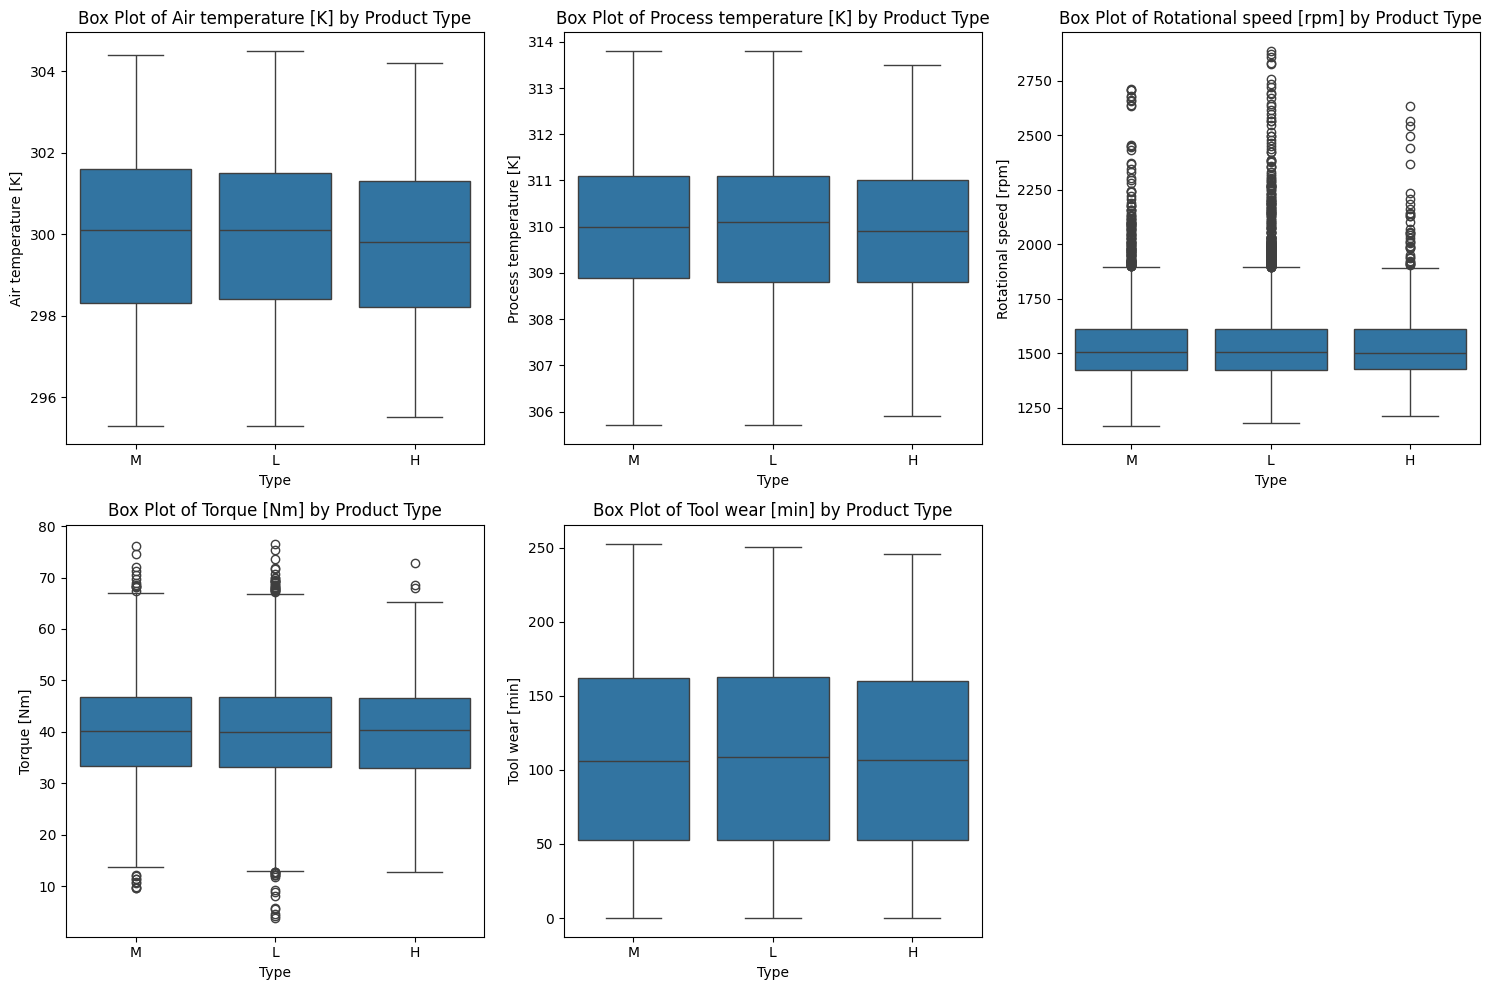 Box Plot of Air temperature [K] by Product Type
Air temperature [K]
304
302
300
298
296
M L H
Type
Box Plot of Process temperature [K] by Product Type
Process temperature [K]
314
313
312
311
310
309
308
307
306
M L H
Type
Box Plot of Rotational speed [rpm] by Product Type
Rotational speed [rpm]
2750
2500
2250
2000
1750
1500
1250
M L H
Type
Box Plot of Torque [Nm] by Product Type
Torque [Nm]
80
70
60
50
40
30
20
10
M L H
Type
Box Plot of Tool wear [min] by Product Type
Tool wear [min]
250
200
150
100
50
0
M L H
Type